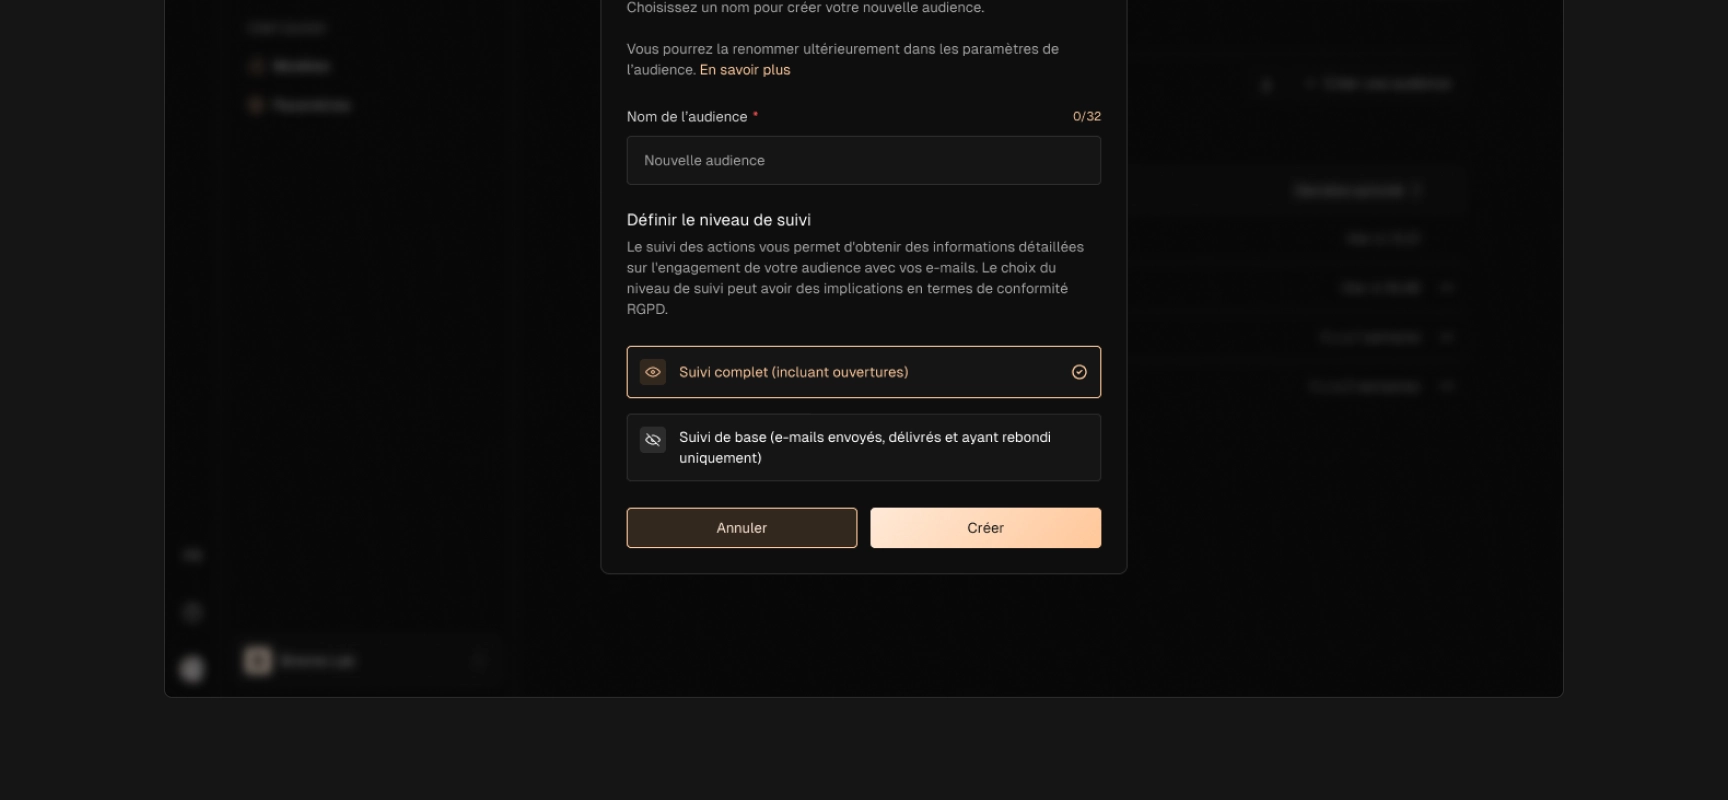 Choisissez un nom pour créer votre nouvelle audience.
Vous pourrez la renommer ultérieurement dans les paramètres de
l'audience. En savoir plus
Nom de l'audience *
0/32
Nouvelle audience
Définir le niveau de suivi
Le suivi des actions vous permet d'obtenir des informations détaillées
sur l'engagement de votre audience avec vos e-mails. Le choix du
niveau de suivi peut avoir des implications en termes de conformité
RGPD.
Suivi complet (incluant ouvertures)
Suivi de base (e-mails envoyés, délivrés et ayant rebondi
uniquement)
Annuler
Créer